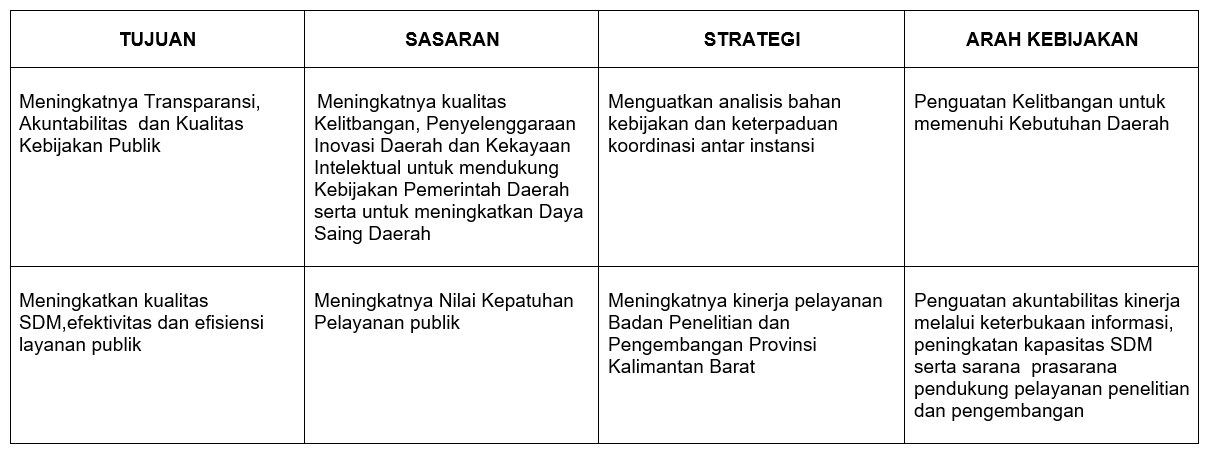 TUJUAN
SASARAN
STRATEGI
ARAH KEBIJAKAN
Meningkatnya Transparansi,
Akuntabilitas  dan Kualitas
Kebijakan Publik
Meningkatnya kualitas
Kelitbangan, Penyelenggaraan
Inovasi Daerah dan Kekayaan
Intelektual untuk mendukung
Kebijakan Pemerintah Daerah
serta untuk meningkatkan Daya
Saing Daerah
Menguatkan analisis bahan
kebijakan dan keterpaduan
koordinasi antar instansi
Penguatan Kelitbangan untuk
memenuhi Kebutuhan Daerah
Meningkatkan kualitas
SDM,efektivitas dan efisiensi
layanan publik
Meningkatnya Nilai Kepatuhan
Pelayanan publik
Meningkatnya kinerja pelayanan
Badan Penelitian dan
Pengembangan Provinsi
Kalimantan Barat
Penguatan akuntabilitas kinerja
melalui keterbukaan informasi,
peningkatan kapasitas SDM
serta sarana  prasarana
pendukung pelayanan penelitian
dan pengembangan